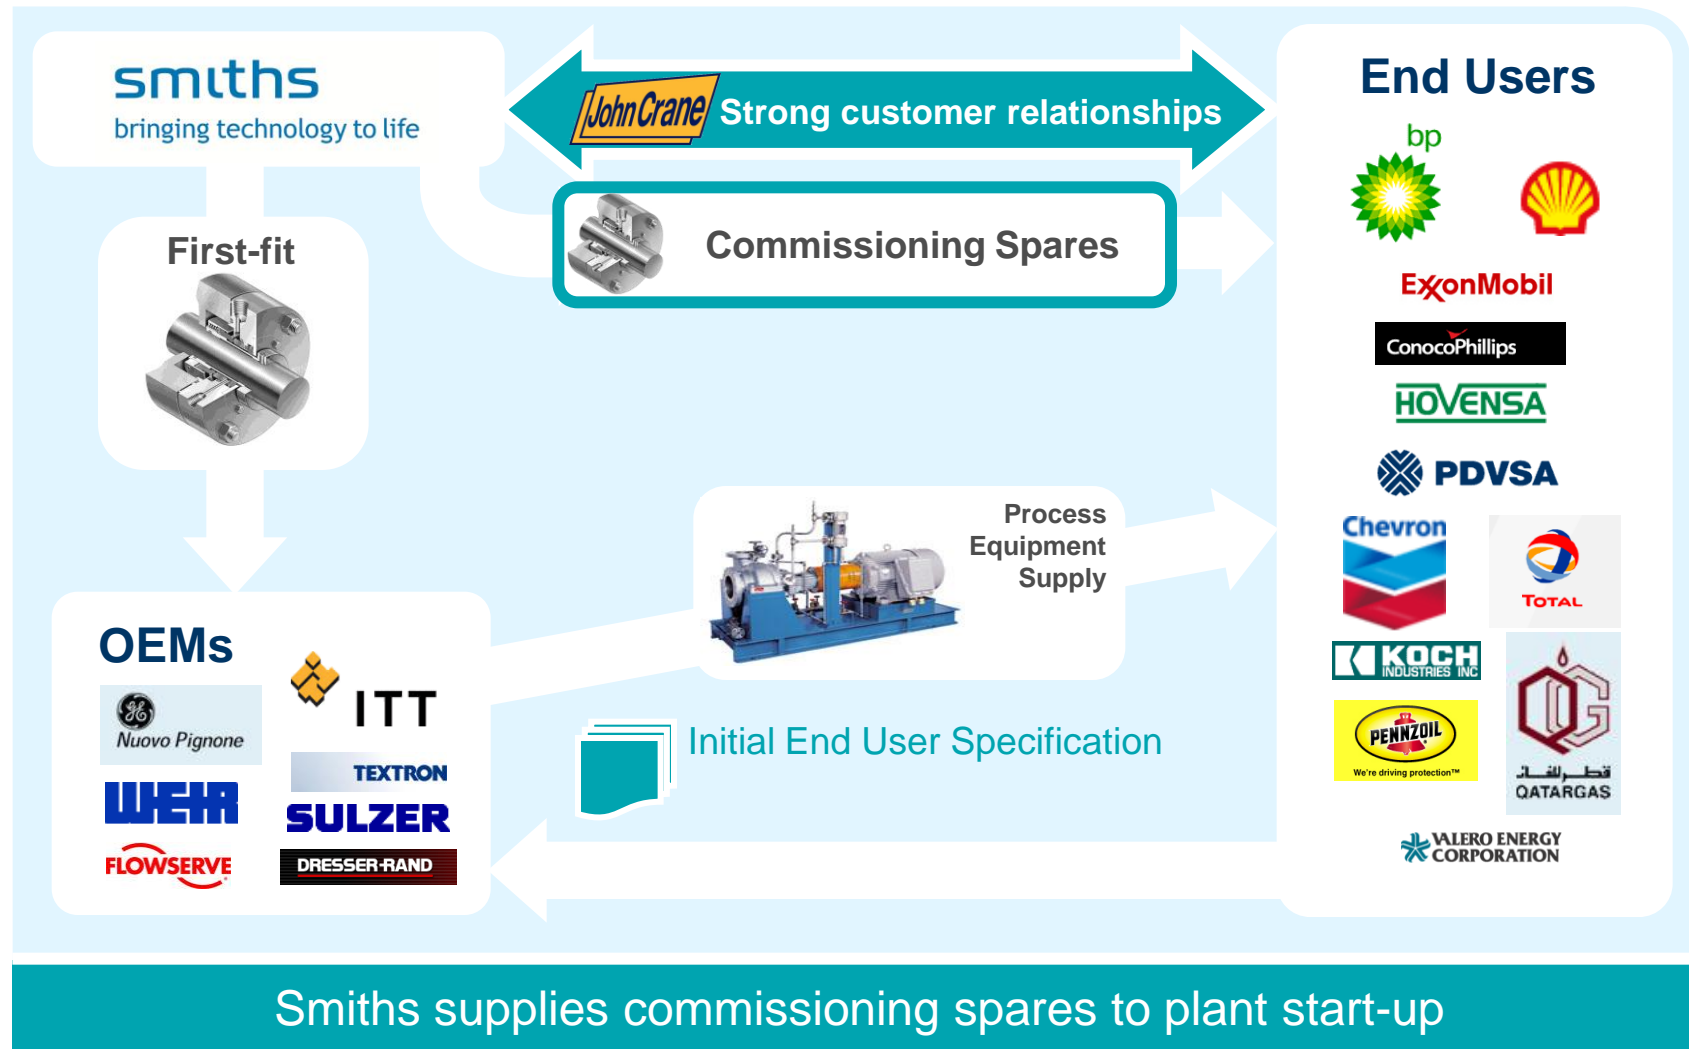 smiths
bringing technology to life
John Crane
Strong customer relationships
End Users
bp
First-fit
Commissioning Spares
ExxonMobil
ConocoPhillips
HOVENSA
PDVSA
Process
Equipment
Supply
Chevron
TOTAL
OEMs
ITT
KOCH
INDUSTRIES INC
GE
Nuovo Pignone
Initial End User Specification
PENNZOIL
We're driving protection™
TEXTRON
WEIR
SULZER
QG
قطر للغاز
QATARGAS
FLOWSERVE
DRESSER-RAND
VALERO ENERGY
CORPORATION
Smiths supplies commissioning spares to plant start-up